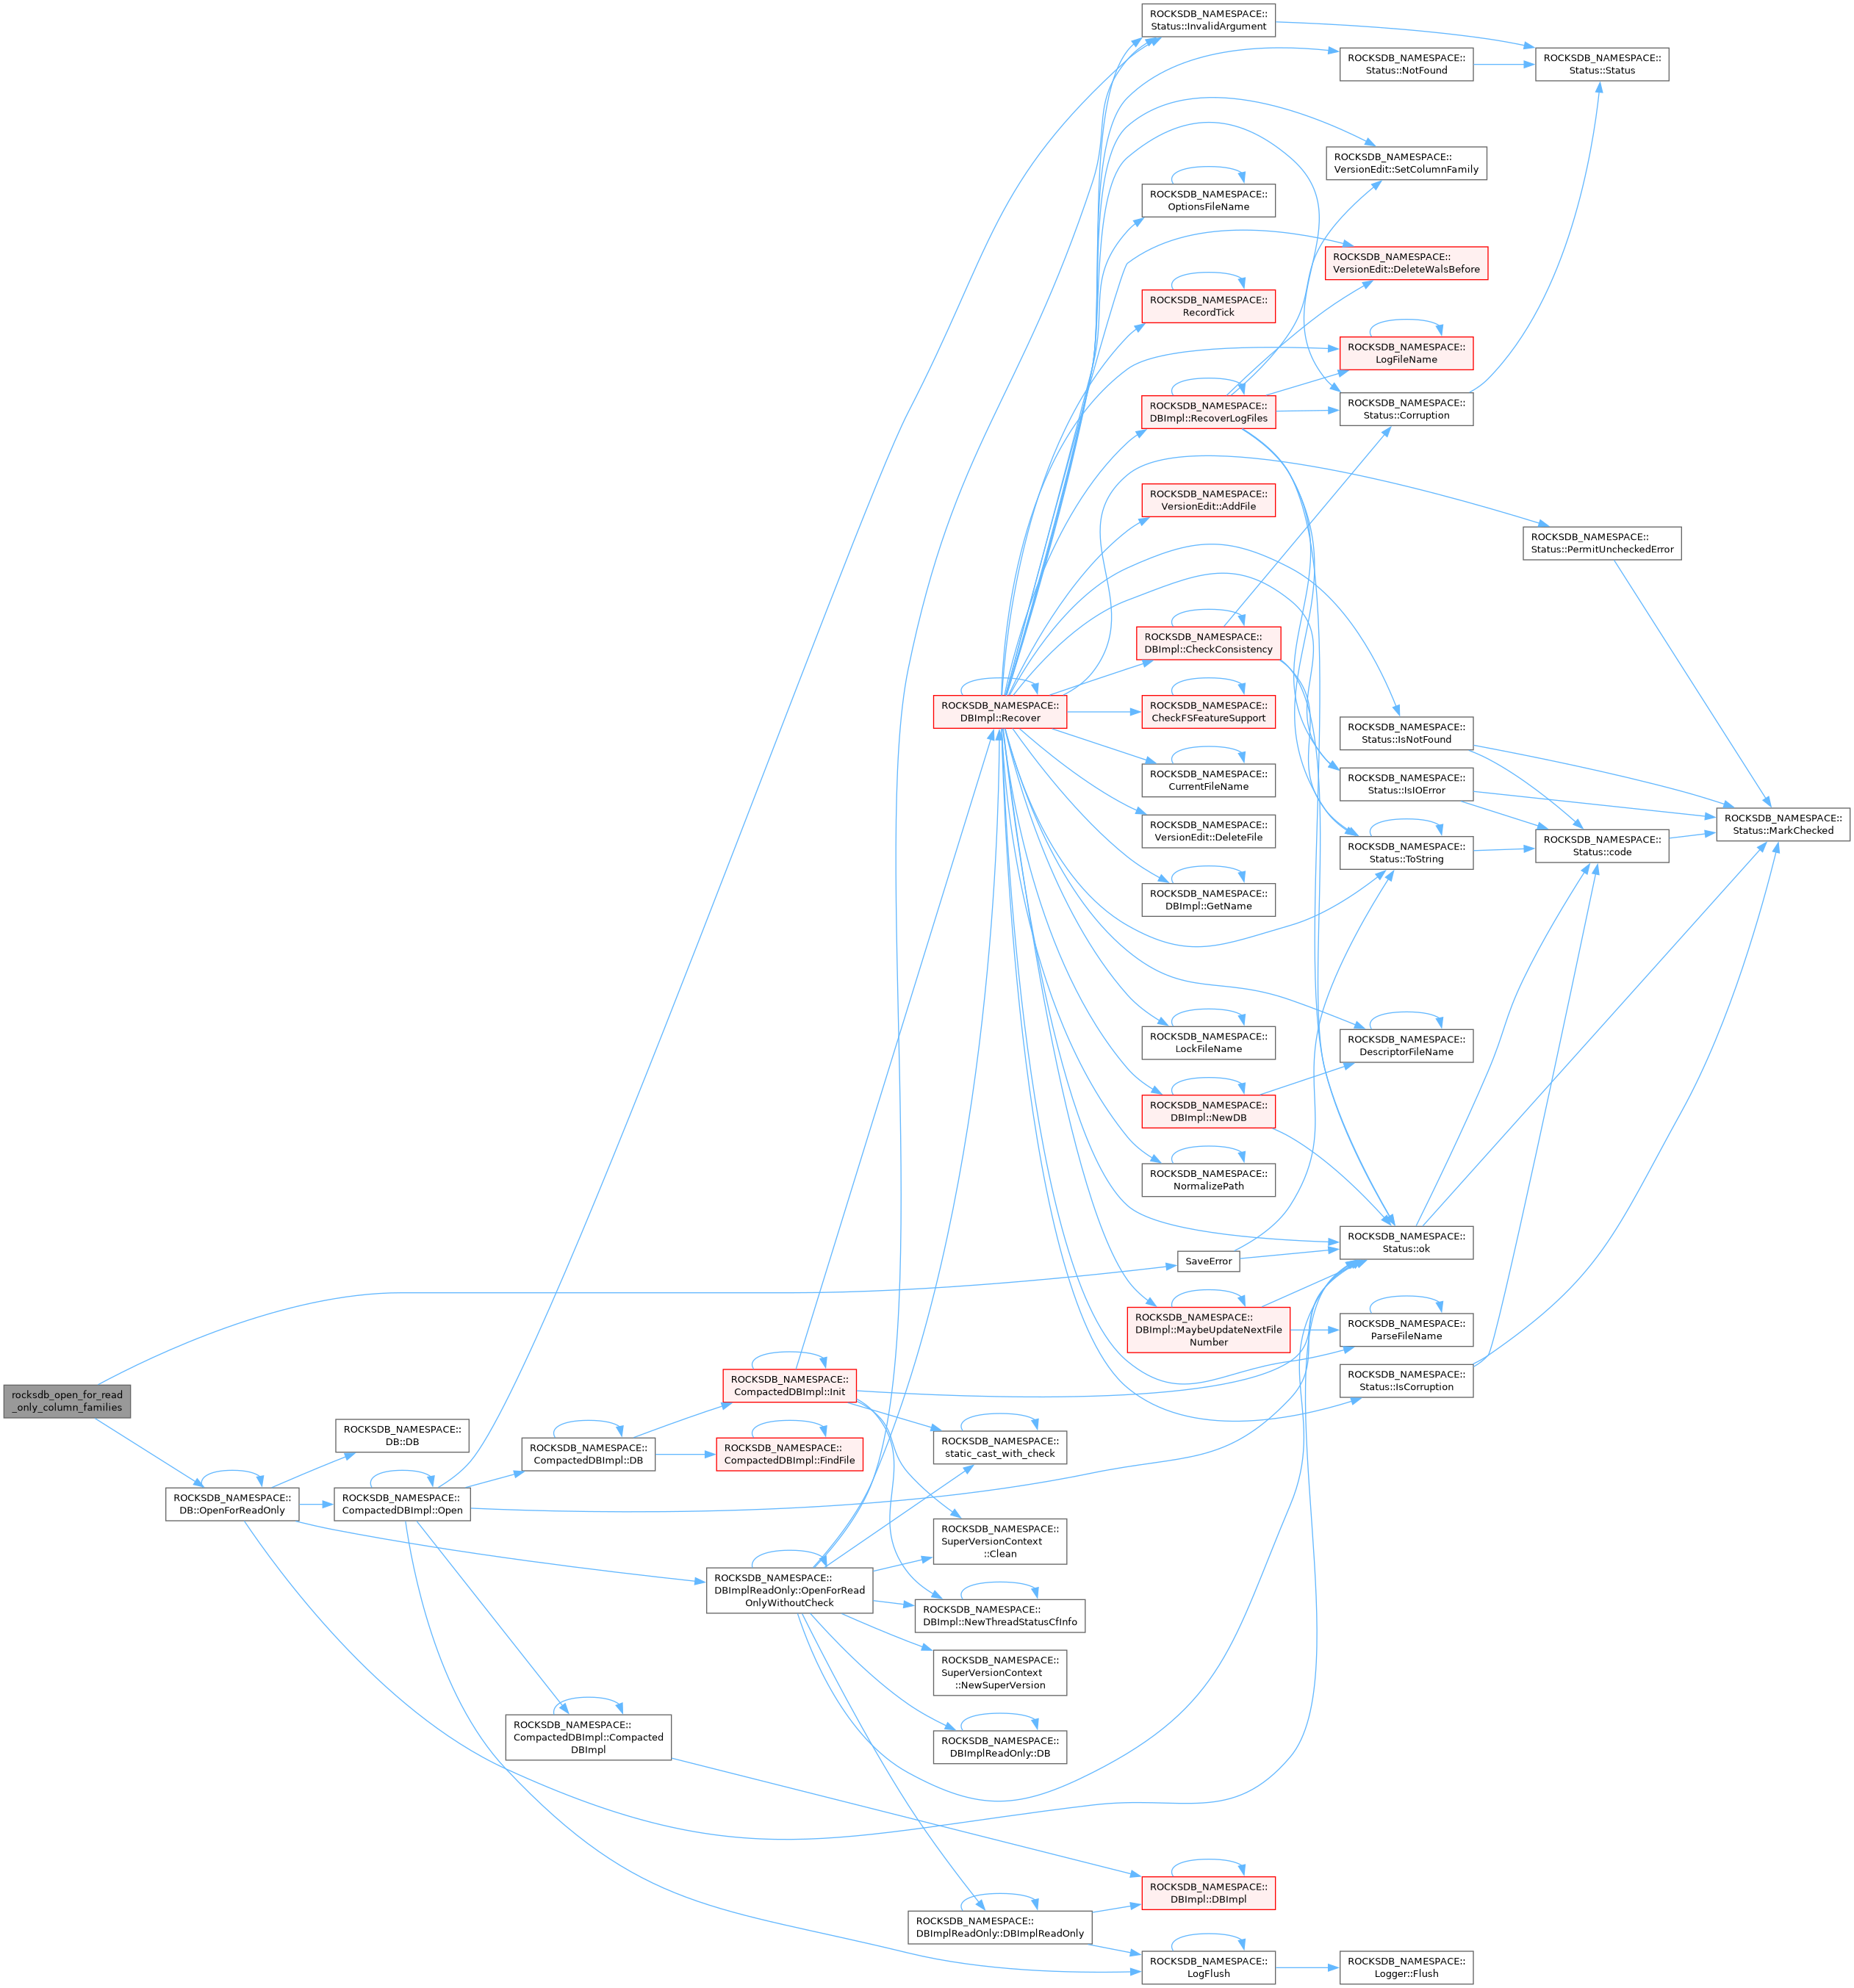 ROCKSDB_NAMESPACE::
Status::InvalidArgument
ROCKSDB_NAMESPACE::
Status::NotFound
ROCKSDB_NAMESPACE::
Status::Status
ROCKSDB_NAMESPACE::
VersionEdit::SetColumnFamily
ROCKSDB_NAMESPACE::
OptionsFileName
ROCKSDB_NAMESPACE::
VersionEdit::DeleteWalsBefore
ROCKSDB_NAMESPACE::
RecordTick
ROCKSDB_NAMESPACE::
LogFileName
ROCKSDB_NAMESPACE::
DBImpl::RecoverLogFiles
ROCKSDB_NAMESPACE::
Status::Corruption
ROCKSDB_NAMESPACE::
VersionEdit::AddFile
ROCKSDB_NAMESPACE::
Status::PermitUncheckedError
ROCKSDB_NAMESPACE::
DBImpl::CheckConsistency
ROCKSDB_NAMESPACE::
DBImpl::Recover
ROCKSDB_NAMESPACE::
CheckFSFeatureSupport
ROCKSDB_NAMESPACE::
Status::IsNotFound
ROCKSDB_NAMESPACE::
CurrentFileName
ROCKSDB_NAMESPACE::
Status::IsIOError
ROCKSDB_NAMESPACE::
Status::MarkChecked
ROCKSDB_NAMESPACE::
VersionEdit::DeleteFile
ROCKSDB_NAMESPACE::
Status::ToString
ROCKSDB_NAMESPACE::
Status::code
ROCKSDB_NAMESPACE::
DBImpl::GetName
ROCKSDB_NAMESPACE::
LockFileName
ROCKSDB_NAMESPACE::
DescriptorFileName
ROCKSDB_NAMESPACE::
DBImpl::NewDB
ROCKSDB_NAMESPACE::
NormalizePath
ROCKSDB_NAMESPACE::
Status::ok
SaveError
ROCKSDB_NAMESPACE::
DBImpl::MaybeUpdateNextFile
Number
ROCKSDB_NAMESPACE::
ParseFileName
ROCKSDB_NAMESPACE::
Status::IsCorruption
rocksdb_open_for_read
_only_column_families
ROCKSDB_NAMESPACE::
CompactedDBImpl::Init
ROCKSDB_NAMESPACE::
DB::DB
ROCKSDB_NAMESPACE::
CompactedDBImpl::DB
ROCKSDB_NAMESPACE::
CompactedDBImpl::FindFile
ROCKSDB_NAMESPACE::
static_cast_with_check
ROCKSDB_NAMESPACE::
DB::OpenForReadOnly
ROCKSDB_NAMESPACE::
CompactedDBImpl::Open
ROCKSDB_NAMESPACE::
SuperVersionContext
::Clean
ROCKSDB_NAMESPACE::
DBImplReadOnly::OpenForRead
OnlyWithoutCheck
ROCKSDB_NAMESPACE::
DBImpl::NewThreadStatusCfInfo
ROCKSDB_NAMESPACE::
SuperVersionContext
::NewSuperVersion
ROCKSDB_NAMESPACE::
CompactedDBImpl::Compacted
DBImpl
ROCKSDB_NAMESPACE::
DBImplReadOnly::DB
ROCKSDB_NAMESPACE::
DBImpl::DBImpl
ROCKSDB_NAMESPACE::
DBImplReadOnly::DBImplReadOnly
ROCKSDB_NAMESPACE::
LogFlush
ROCKSDB_NAMESPACE::
Logger::Flush